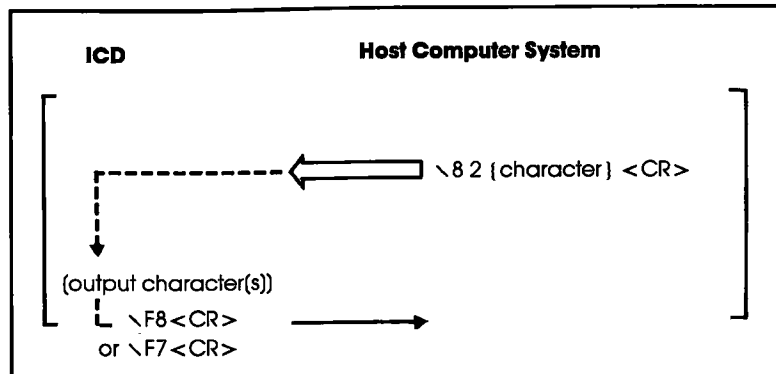 ICD Host Computer System
\8 2 {character} <CR>
(output character(s))
\F8<CR>
or \F7<CR>